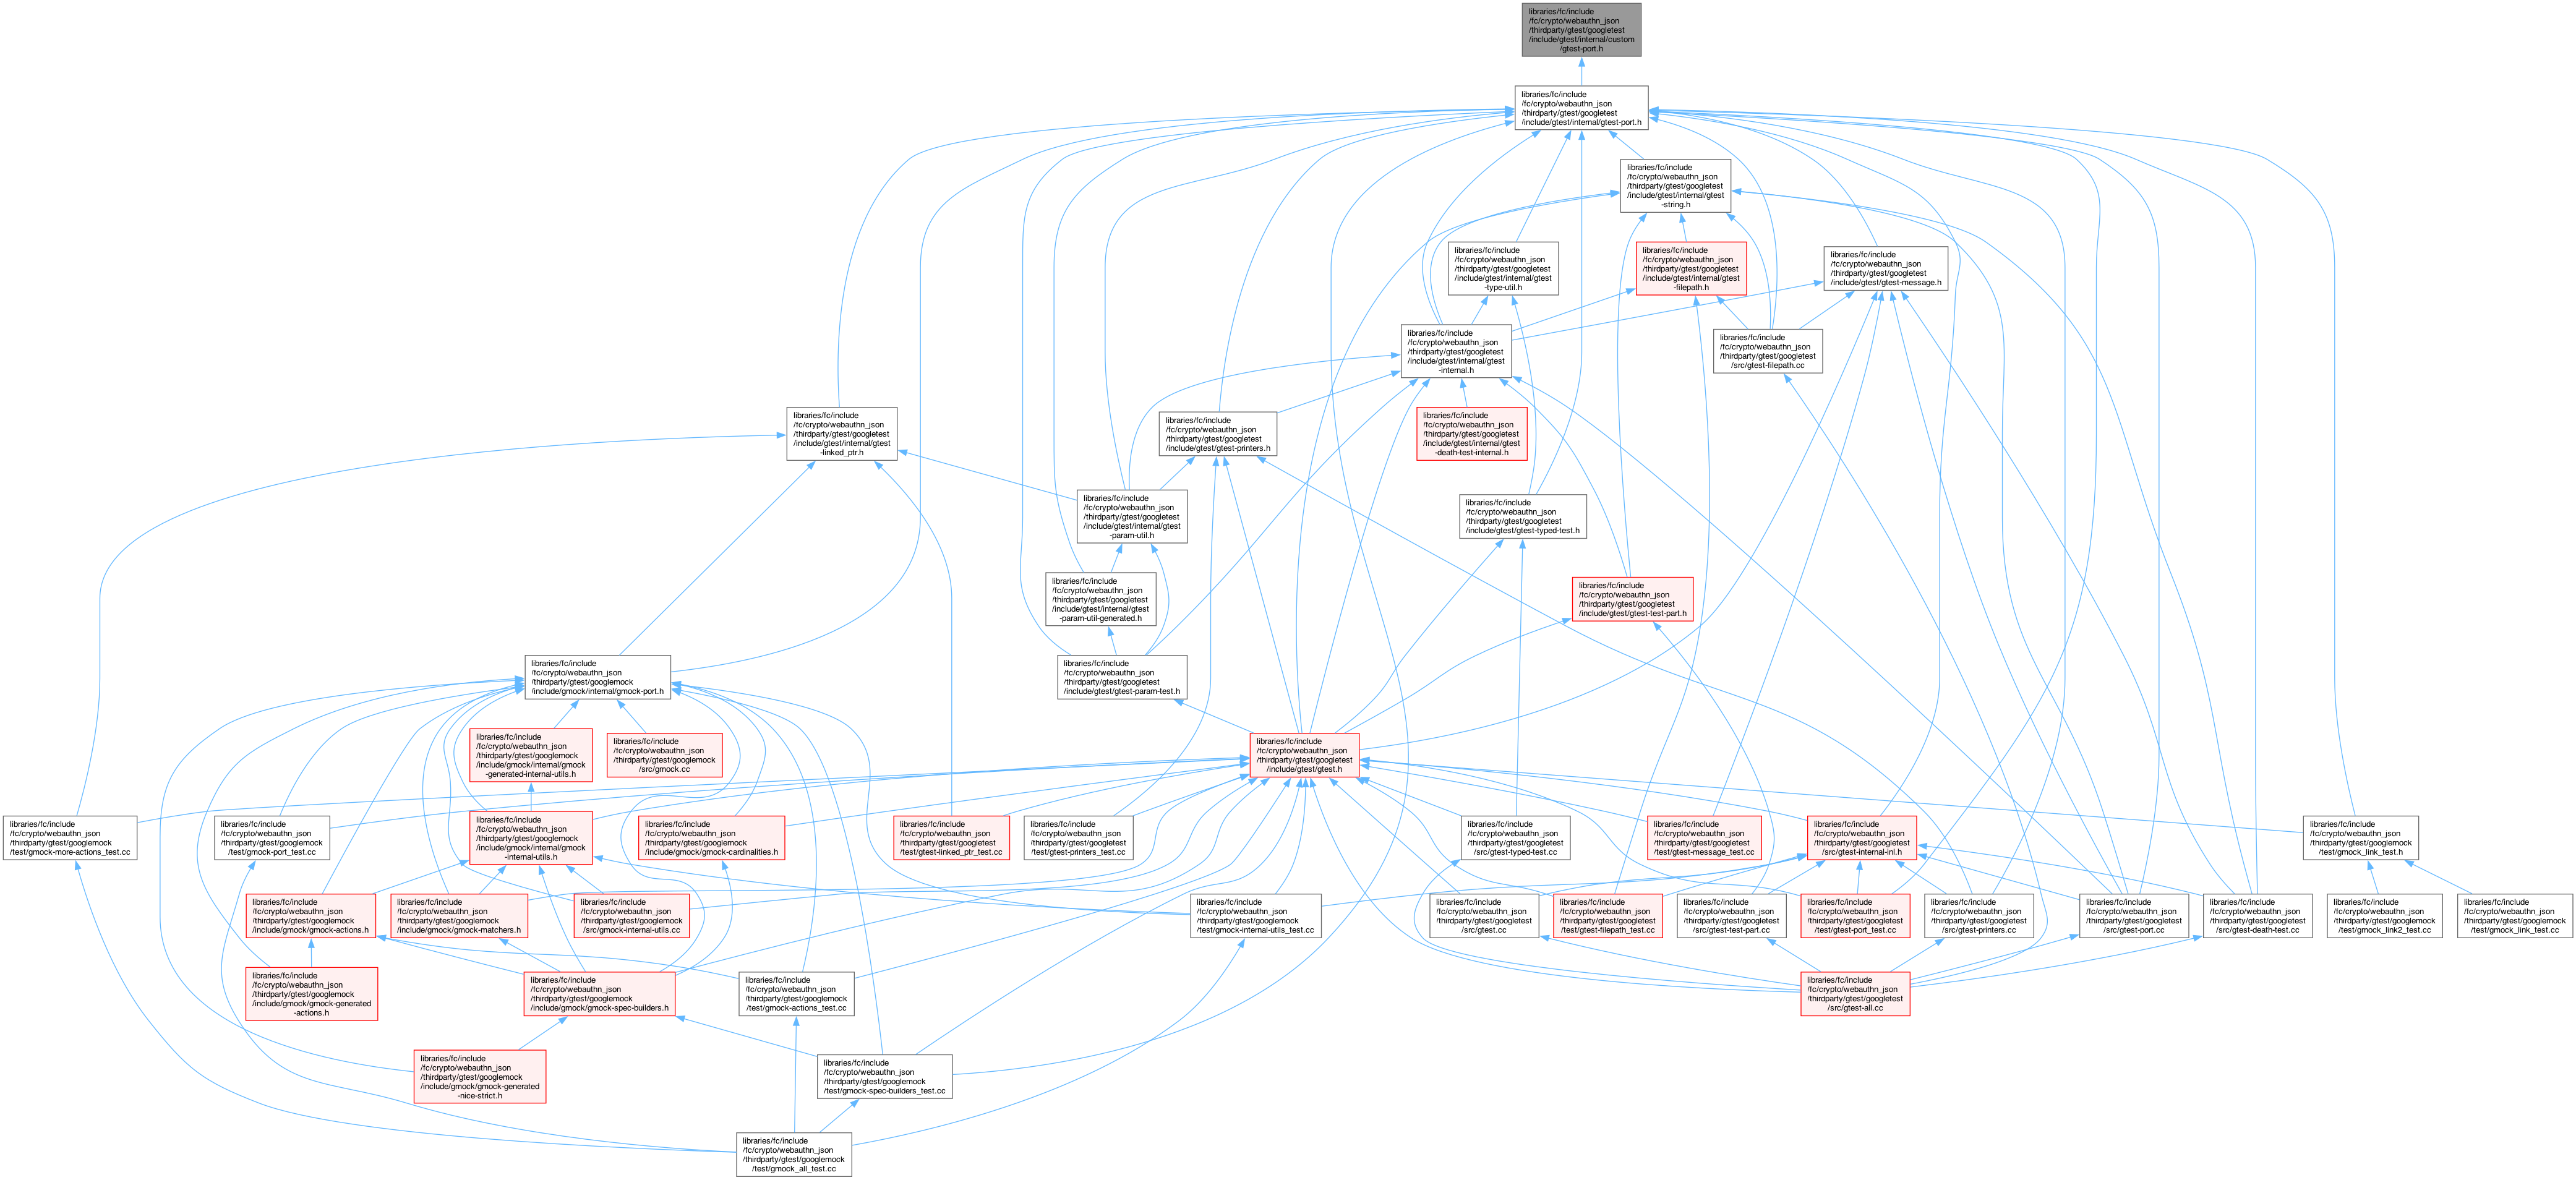 libraries/fc/include
/fc/crypto/webauthn_json
/thirdparty/gtest/googletest
/include/gtest/internal/custom
/gtest-port.h
libraries/fc/include
/fc/crypto/webauthn_json
/thirdparty/gtest/googletest
/include/gtest/internal/gtest-port.h
libraries/fc/include
/fc/crypto/webauthn_json
/thirdparty/gtest/googletest
/include/gtest/internal/gtest
-string.h
libraries/fc/include
/fc/crypto/webauthn_json
/thirdparty/gtest/googletest
/include/gtest/internal/gtest
-type-util.h
libraries/fc/include
/fc/crypto/webauthn_json
/thirdparty/gtest/googletest
/include/gtest/internal/gtest
-filepath.h
libraries/fc/include
/fc/crypto/webauthn_json
/thirdparty/gtest/googletest
/include/gtest/gtest-message.h
libraries/fc/include
/fc/crypto/webauthn_json
/thirdparty/gtest/googletest
/include/gtest/internal/gtest
-internal.h
libraries/fc/include
/fc/crypto/webauthn_json
/thirdparty/gtest/googletest
/src/gtest-filepath.cc
libraries/fc/include
/fc/crypto/webauthn_json
/thirdparty/gtest/googletest
/include/gtest/internal/gtest
-linked_ptr.h
libraries/fc/include
/fc/crypto/webauthn_json
/thirdparty/gtest/googletest
/include/gtest/gtest-printers.h
libraries/fc/include
/fc/crypto/webauthn_json
/thirdparty/gtest/googletest
/include/gtest/internal/gtest
-death-test-internal.h
libraries/fc/include
/fc/crypto/webauthn_json
/thirdparty/gtest/googletest
/include/gtest/internal/gtest
-param-util.h
libraries/fc/include
/fc/crypto/webauthn_json
/thirdparty/gtest/googletest
/include/gtest/gtest-typed-test.h
libraries/fc/include
/fc/crypto/webauthn_json
/thirdparty/gtest/googletest
/include/gtest/internal/gtest
-param-util-generated.h
libraries/fc/include
/fc/crypto/webauthn_json
/thirdparty/gtest/googletest
/include/gtest/gtest-test-part.h
libraries/fc/include
/fc/crypto/webauthn_json
/thirdparty/gtest/googlemock
/include/gmock/internal/gmock-port.h
libraries/fc/include
/fc/crypto/webauthn_json
/thirdparty/gtest/googletest
/include/gtest/gtest-param-test.h
libraries/fc/include
/fc/crypto/webauthn_json
/thirdparty/gtest/googlemock
/include/gmock/internal/gmock
-generated-internal-utils.h
libraries/fc/include
/fc/crypto/webauthn_json
/thirdparty/gtest/googlemock
/src/gmock.cc
libraries/fc/include
/fc/crypto/webauthn_json
/thirdparty/gtest/googletest
/include/gtest/gtest.h
libraries/fc/include
/fc/crypto/webauthn_json
/thirdparty/gtest/googlemock
/test/gmock-more-actions_test.cc
libraries/fc/include
/fc/crypto/webauthn_json
/thirdparty/gtest/googlemock
/test/gmock-port_test.cc
libraries/fc/include
/fc/crypto/webauthn_json
/thirdparty/gtest/googlemock
/include/gmock/internal/gmock
-internal-utils.h
libraries/fc/include
/fc/crypto/webauthn_json
/thirdparty/gtest/googlemock
/include/gmock/gmock-cardinalities.h
libraries/fc/include
/fc/crypto/webauthn_json
/thirdparty/gtest/googletest
/test/gtest-linked_ptr_test.cc
libraries/fc/include
/fc/crypto/webauthn_json
/thirdparty/gtest/googletest
/test/gtest-printers_test.cc
libraries/fc/include
/fc/crypto/webauthn_json
/thirdparty/gtest/googletest
/src/gtest-typed-test.cc
libraries/fc/include
/fc/crypto/webauthn_json
/thirdparty/gtest/googletest
/test/gtest-message_test.cc
libraries/fc/include
/fc/crypto/webauthn_json
/thirdparty/gtest/googletest
/src/gtest-internal-inl.h
libraries/fc/include
/fc/crypto/webauthn_json
/thirdparty/gtest/googlemock
/test/gmock_link_test.h
libraries/fc/include
/fc/crypto/webauthn_json
/thirdparty/gtest/googlemock
/include/gmock/gmock-actions.h
libraries/fc/include
/fc/crypto/webauthn_json
/thirdparty/gtest/googlemock
/include/gmock/gmock-matchers.h
libraries/fc/include
/fc/crypto/webauthn_json
/thirdparty/gtest/googlemock
/src/gmock-internal-utils.cc
libraries/fc/include
/fc/crypto/webauthn_json
/thirdparty/gtest/googlemock
/test/gmock-internal-utils_test.cc
libraries/fc/include
/fc/crypto/webauthn_json
/thirdparty/gtest/googletest
/src/gtest.cc
libraries/fc/include
/fc/crypto/webauthn_json
/thirdparty/gtest/googletest
/test/gtest-filepath_test.cc
libraries/fc/include
/fc/crypto/webauthn_json
/thirdparty/gtest/googletest
/src/gtest-test-part.cc
libraries/fc/include
/fc/crypto/webauthn_json
/thirdparty/gtest/googletest
/test/gtest-port_test.cc
libraries/fc/include
/fc/crypto/webauthn_json
/thirdparty/gtest/googletest
/src/gtest-printers.cc
libraries/fc/include
/fc/crypto/webauthn_json
/thirdparty/gtest/googletest
/src/gtest-port.cc
libraries/fc/include
/fc/crypto/webauthn_json
/thirdparty/gtest/googletest
/src/gtest-death-test.cc
libraries/fc/include
/fc/crypto/webauthn_json
/thirdparty/gtest/googlemock
/test/gmock_link2_test.cc
libraries/fc/include
/fc/crypto/webauthn_json
/thirdparty/gtest/googlemock
/test/gmock_link_test.cc
libraries/fc/include
/fc/crypto/webauthn_json
/thirdparty/gtest/googlemock
/include/gmock/gmock-generated
-actions.h
libraries/fc/include
/fc/crypto/webauthn_json
/thirdparty/gtest/googlemock
/include/gmock/gmock-spec-builders.h
libraries/fc/include
/fc/crypto/webauthn_json
/thirdparty/gtest/googlemock
/test/gmock-actions_test.cc
libraries/fc/include
/fc/crypto/webauthn_json
/thirdparty/gtest/googletest
/src/gtest-all.cc
libraries/fc/include
/fc/crypto/webauthn_json
/thirdparty/gtest/googlemock
/include/gmock/gmock-generated
-nice-strict.h
libraries/fc/include
/fc/crypto/webauthn_json
/thirdparty/gtest/googlemock
/test/gmock-spec-builders_test.cc
libraries/fc/include
/fc/crypto/webauthn_json
/thirdparty/gtest/googlemock
/test/gmock_all_test.cc